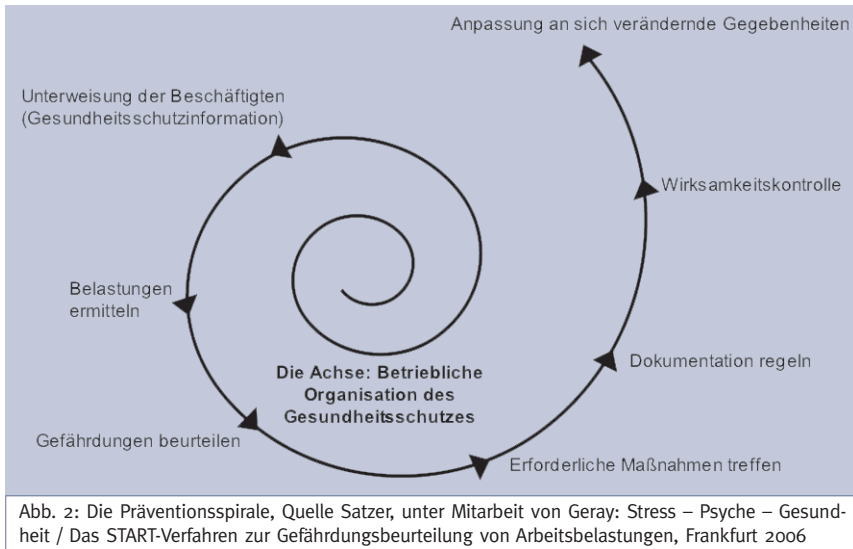 Anpassung an sich verändernde Gegebenheiten
Unterweisung der Beschäftigten
(Gesundheitsschutzinformation)
Wirksamkeitskontrolle
Belastungen
ermitteln
Dokumentation regeln
Die Achse: Betriebliche
Organisation des
Gesundheitsschutzes
Gefährdungen beurteilen
Erforderliche Maßnahmen treffen
Abb. 2: Die Präventionsspirale, Quelle Satzer, unter Mitarbeit von Geray: Stress – Psyche – Gesund-
heit / Das START-Verfahren zur Gefährdungsbeurteilung von Arbeitsbelastungen, Frankfurt 2006